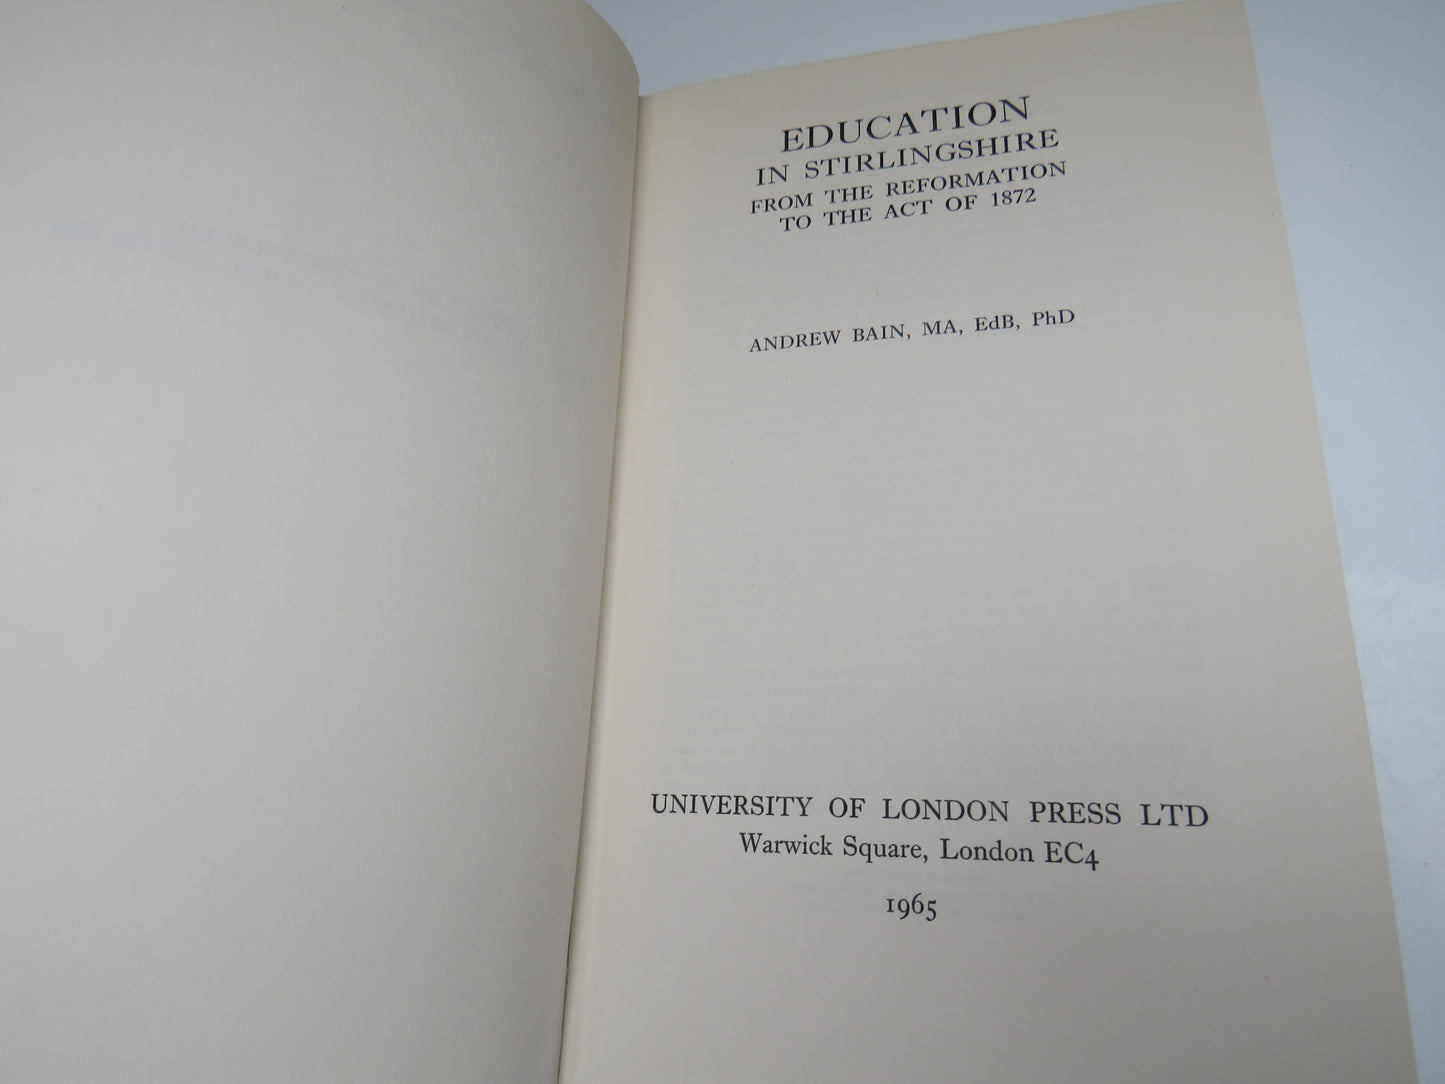 EDUCATION
IN STIRLINGSHIRE
FROM THE REFORMATION
TO THE ACT OF 1872
ANDREW BAIN, MA, EdB, PhD
UNIVERSITY OF LONDON PRESS LTD
Warwick Square, London EC4
1965